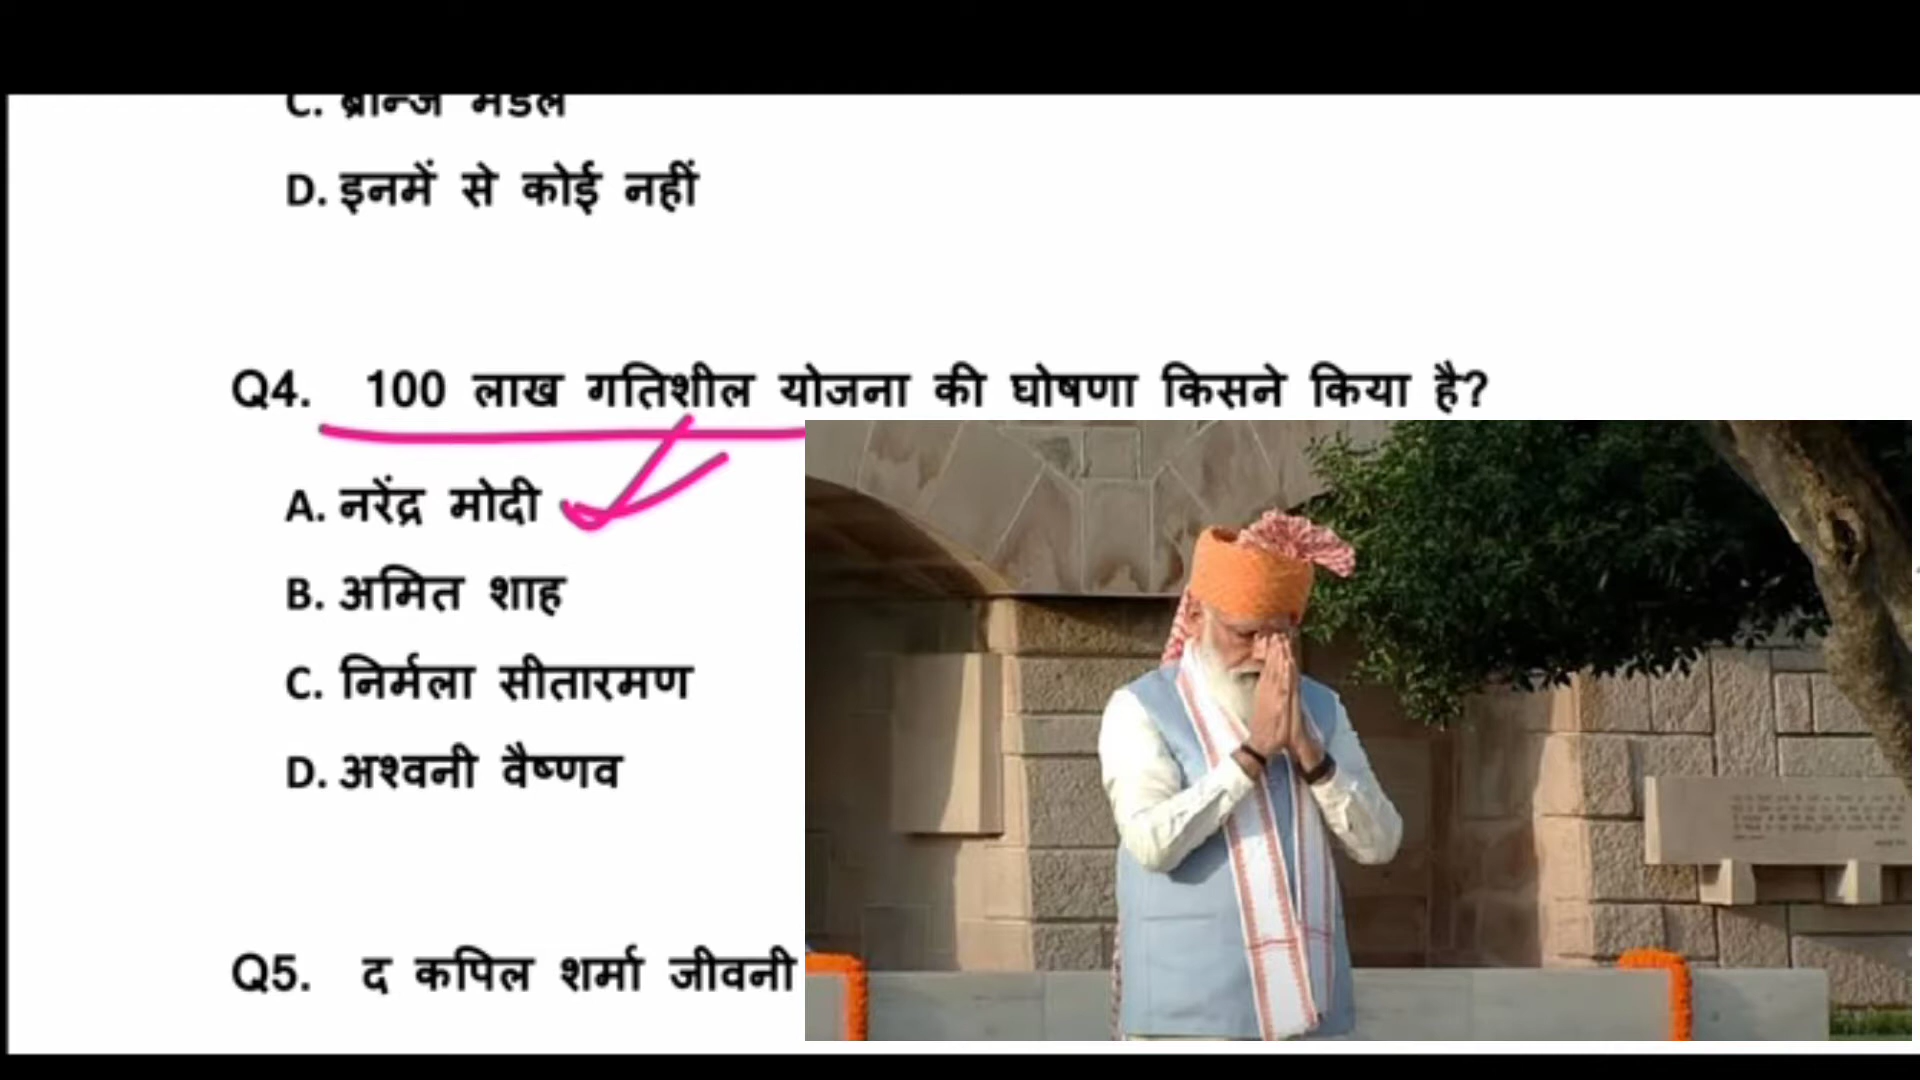 C. ब्रान्ज मेडल
D. इनमें से कोई नहीं
Q4. 100 लाख गतिशील योजना की घोषणा किसने किया है?
A. नरेंद्र मोदी
B. अमित शाह
C. निर्मला सीतारमण
D. अश्वनी वैष्णव
Q5. द कपिल शर्मा जीवनी